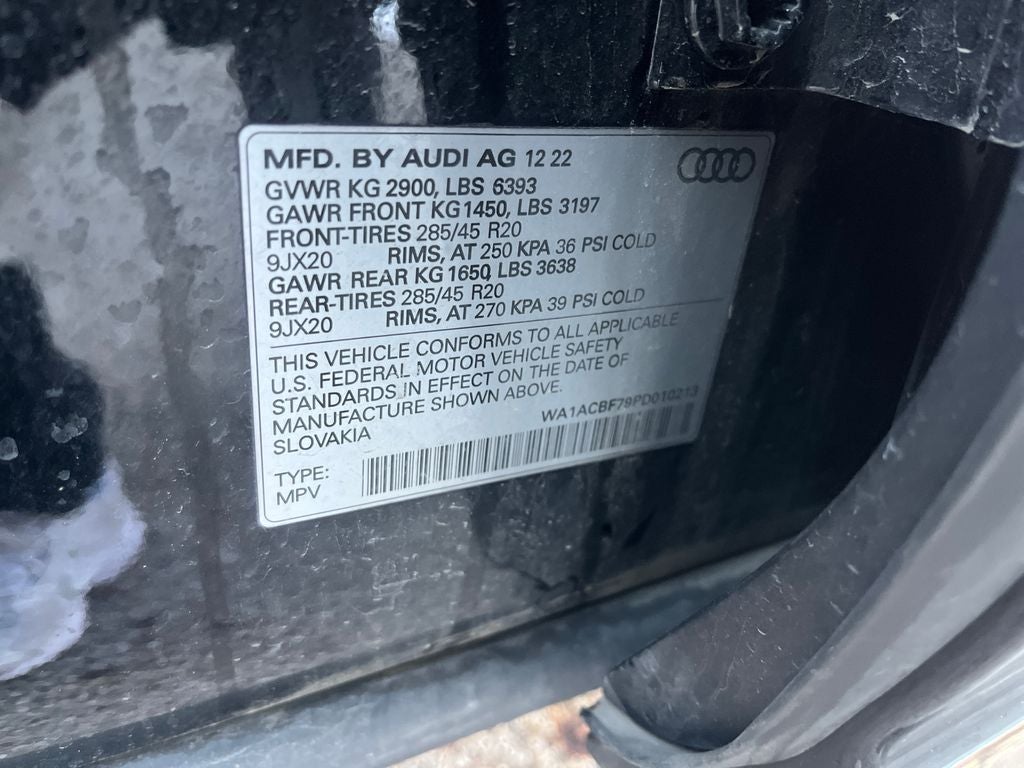 MFD. BY AUDI AG 12 22
GVWR KG 2900, LBS 6393
GAWR FRONT KG 1450, LBS 3197
FRONT-TIRES 285/45 R20
9JX20 RIMS, AT 250 KPA 36 PSI COLD
GAWR REAR KG 1650, LBS 3638
REAR-TIRES 285/45 R20
9JX20 RIMS, AT 270 KPA 39 PSI COLD
THIS VEHICLE CONFORMS TO ALL APPLICABLE
U.S. FEDERAL MOTOR VEHICLE SAFETY
STANDARDS IN EFFECT ON THE DATE OF
MANUFACTURE SHOWN ABOVE.
SLOVAKIA WA1ACBF79PD010213
TYPE:
MPV